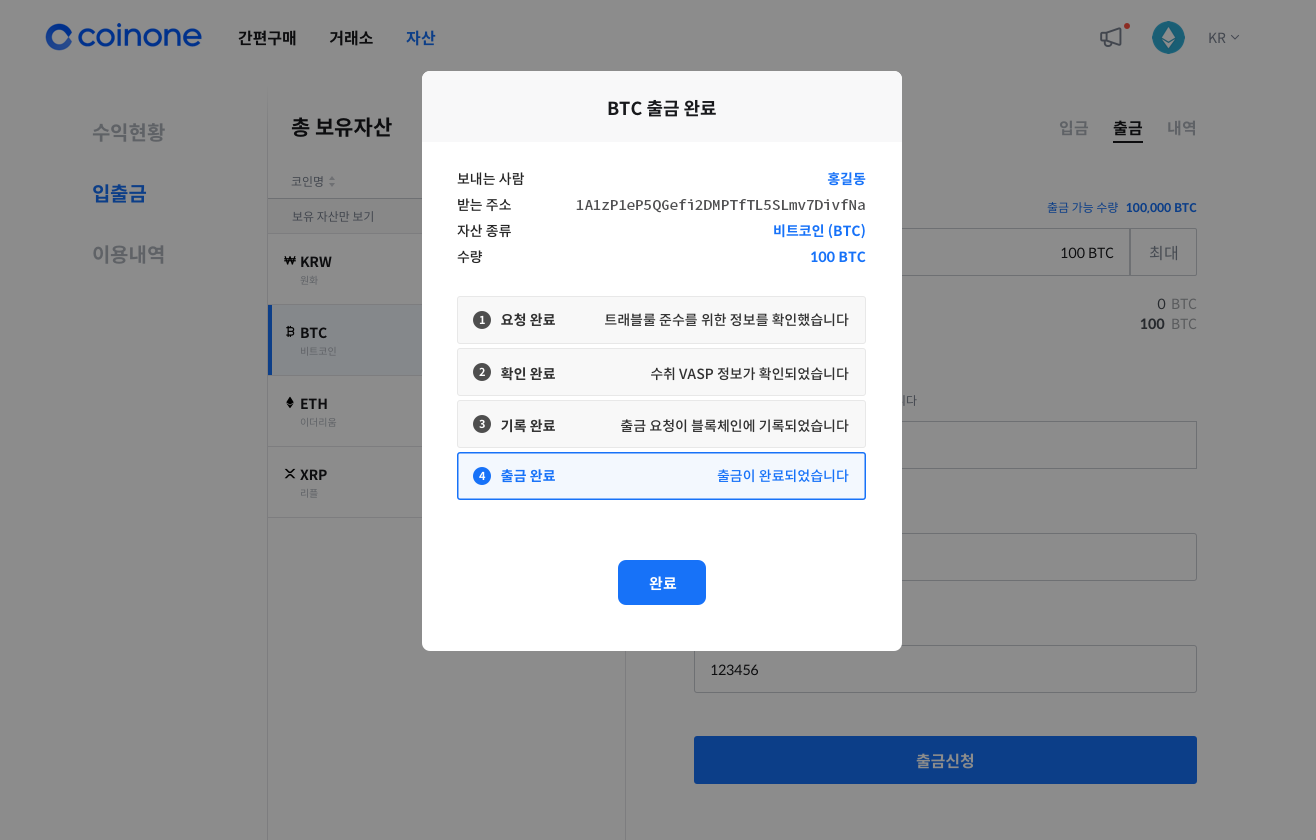 coinone 간편구매 거래소 자산 KR
수익현황
입출금
이용내역
총 보유자산
코인명
보유 자산만 보기
₩ KRW
원화
BTC
비트코인
ETH
이더리움
XRP
리플
BTC 출금 완료
보내는 사람 홍길동
받는 주소 1A1zP1eP5QGefi2DMPTfTL5SLmv7DivfNa
자산 종류 비트코인 (BTC)
수량 100 BTC
1 요청 완료 트래블룰 준수를 위한 정보를 확인했습니다
2 확인 완료 수취 VASP 정보가 확인되었습니다
3 기록 완료 출금 요청이 블록체인에 기록되었습니다
4 출금 완료 출금이 완료되었습니다
완료
입금 출금 내역
출금 가능 수량 100,000 BTC
100 BTC 최대
0 BTC
100 BTC
니다
123456
출금신청